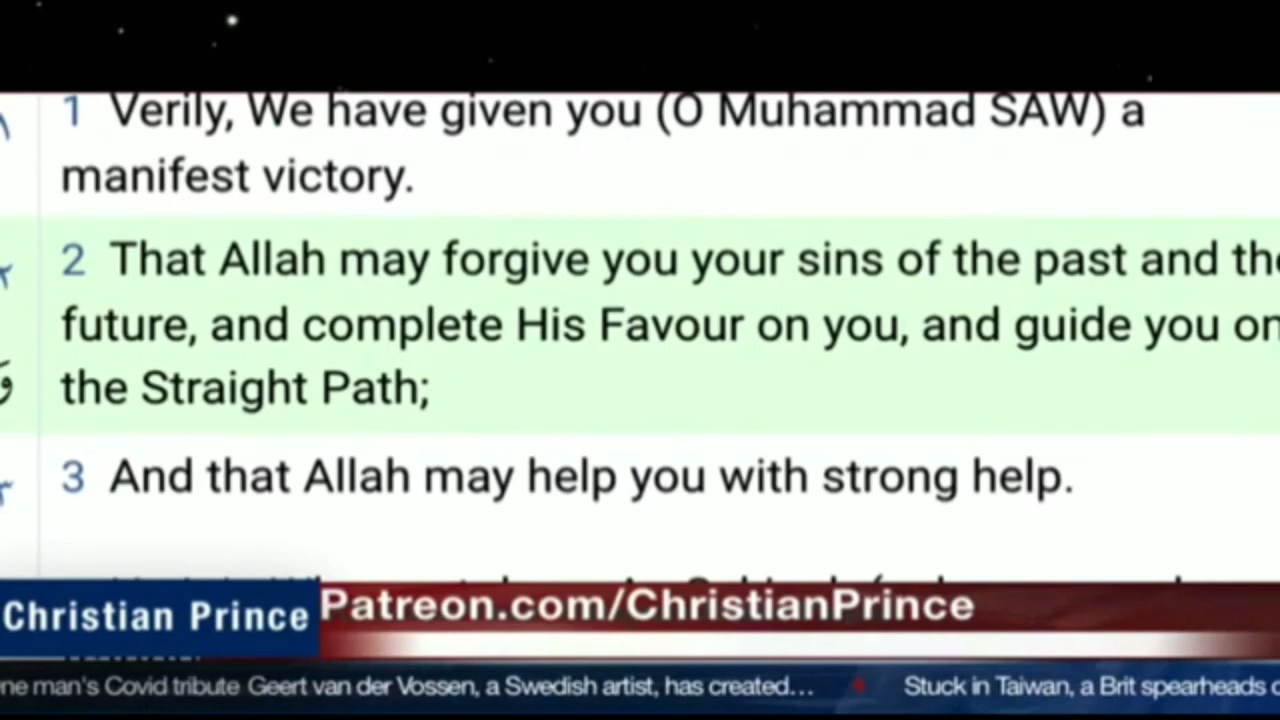 1 Verily, We have given you (O Muhammad SAW) a
manifest victory.
2 That Allah may forgive you your sins of the past and the
future, and complete His Favour on you, and guide you on
the Straight Path;
3 And that Allah may help you with strong help.
Christian Prince
Patreon.com/ChristianPrince
man's Covid tribute Geert van der Vossen, a Swedish artist, has created... Stuck in Taiwan, a Brit spearheads